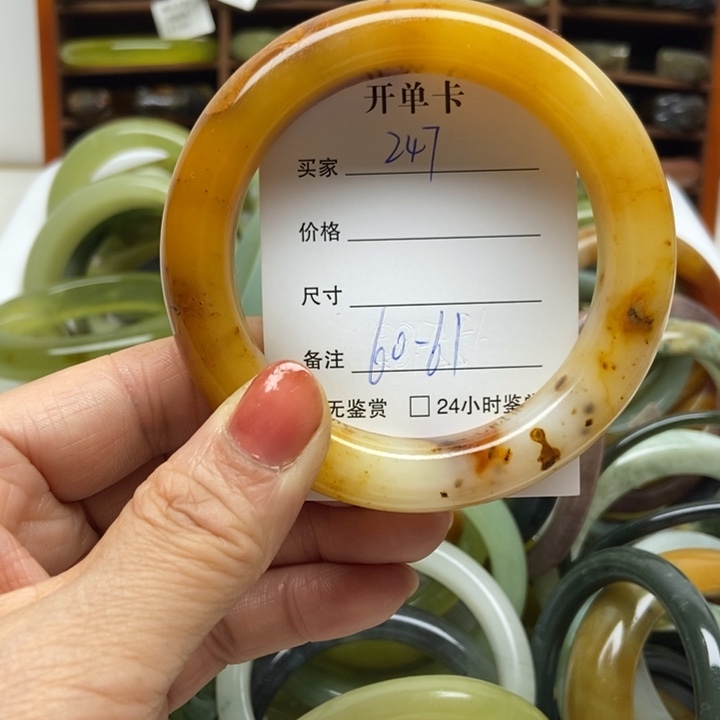 开单卡
买家 247
价格
尺寸
备注 60-61
无鉴赏 24小时鉴赏